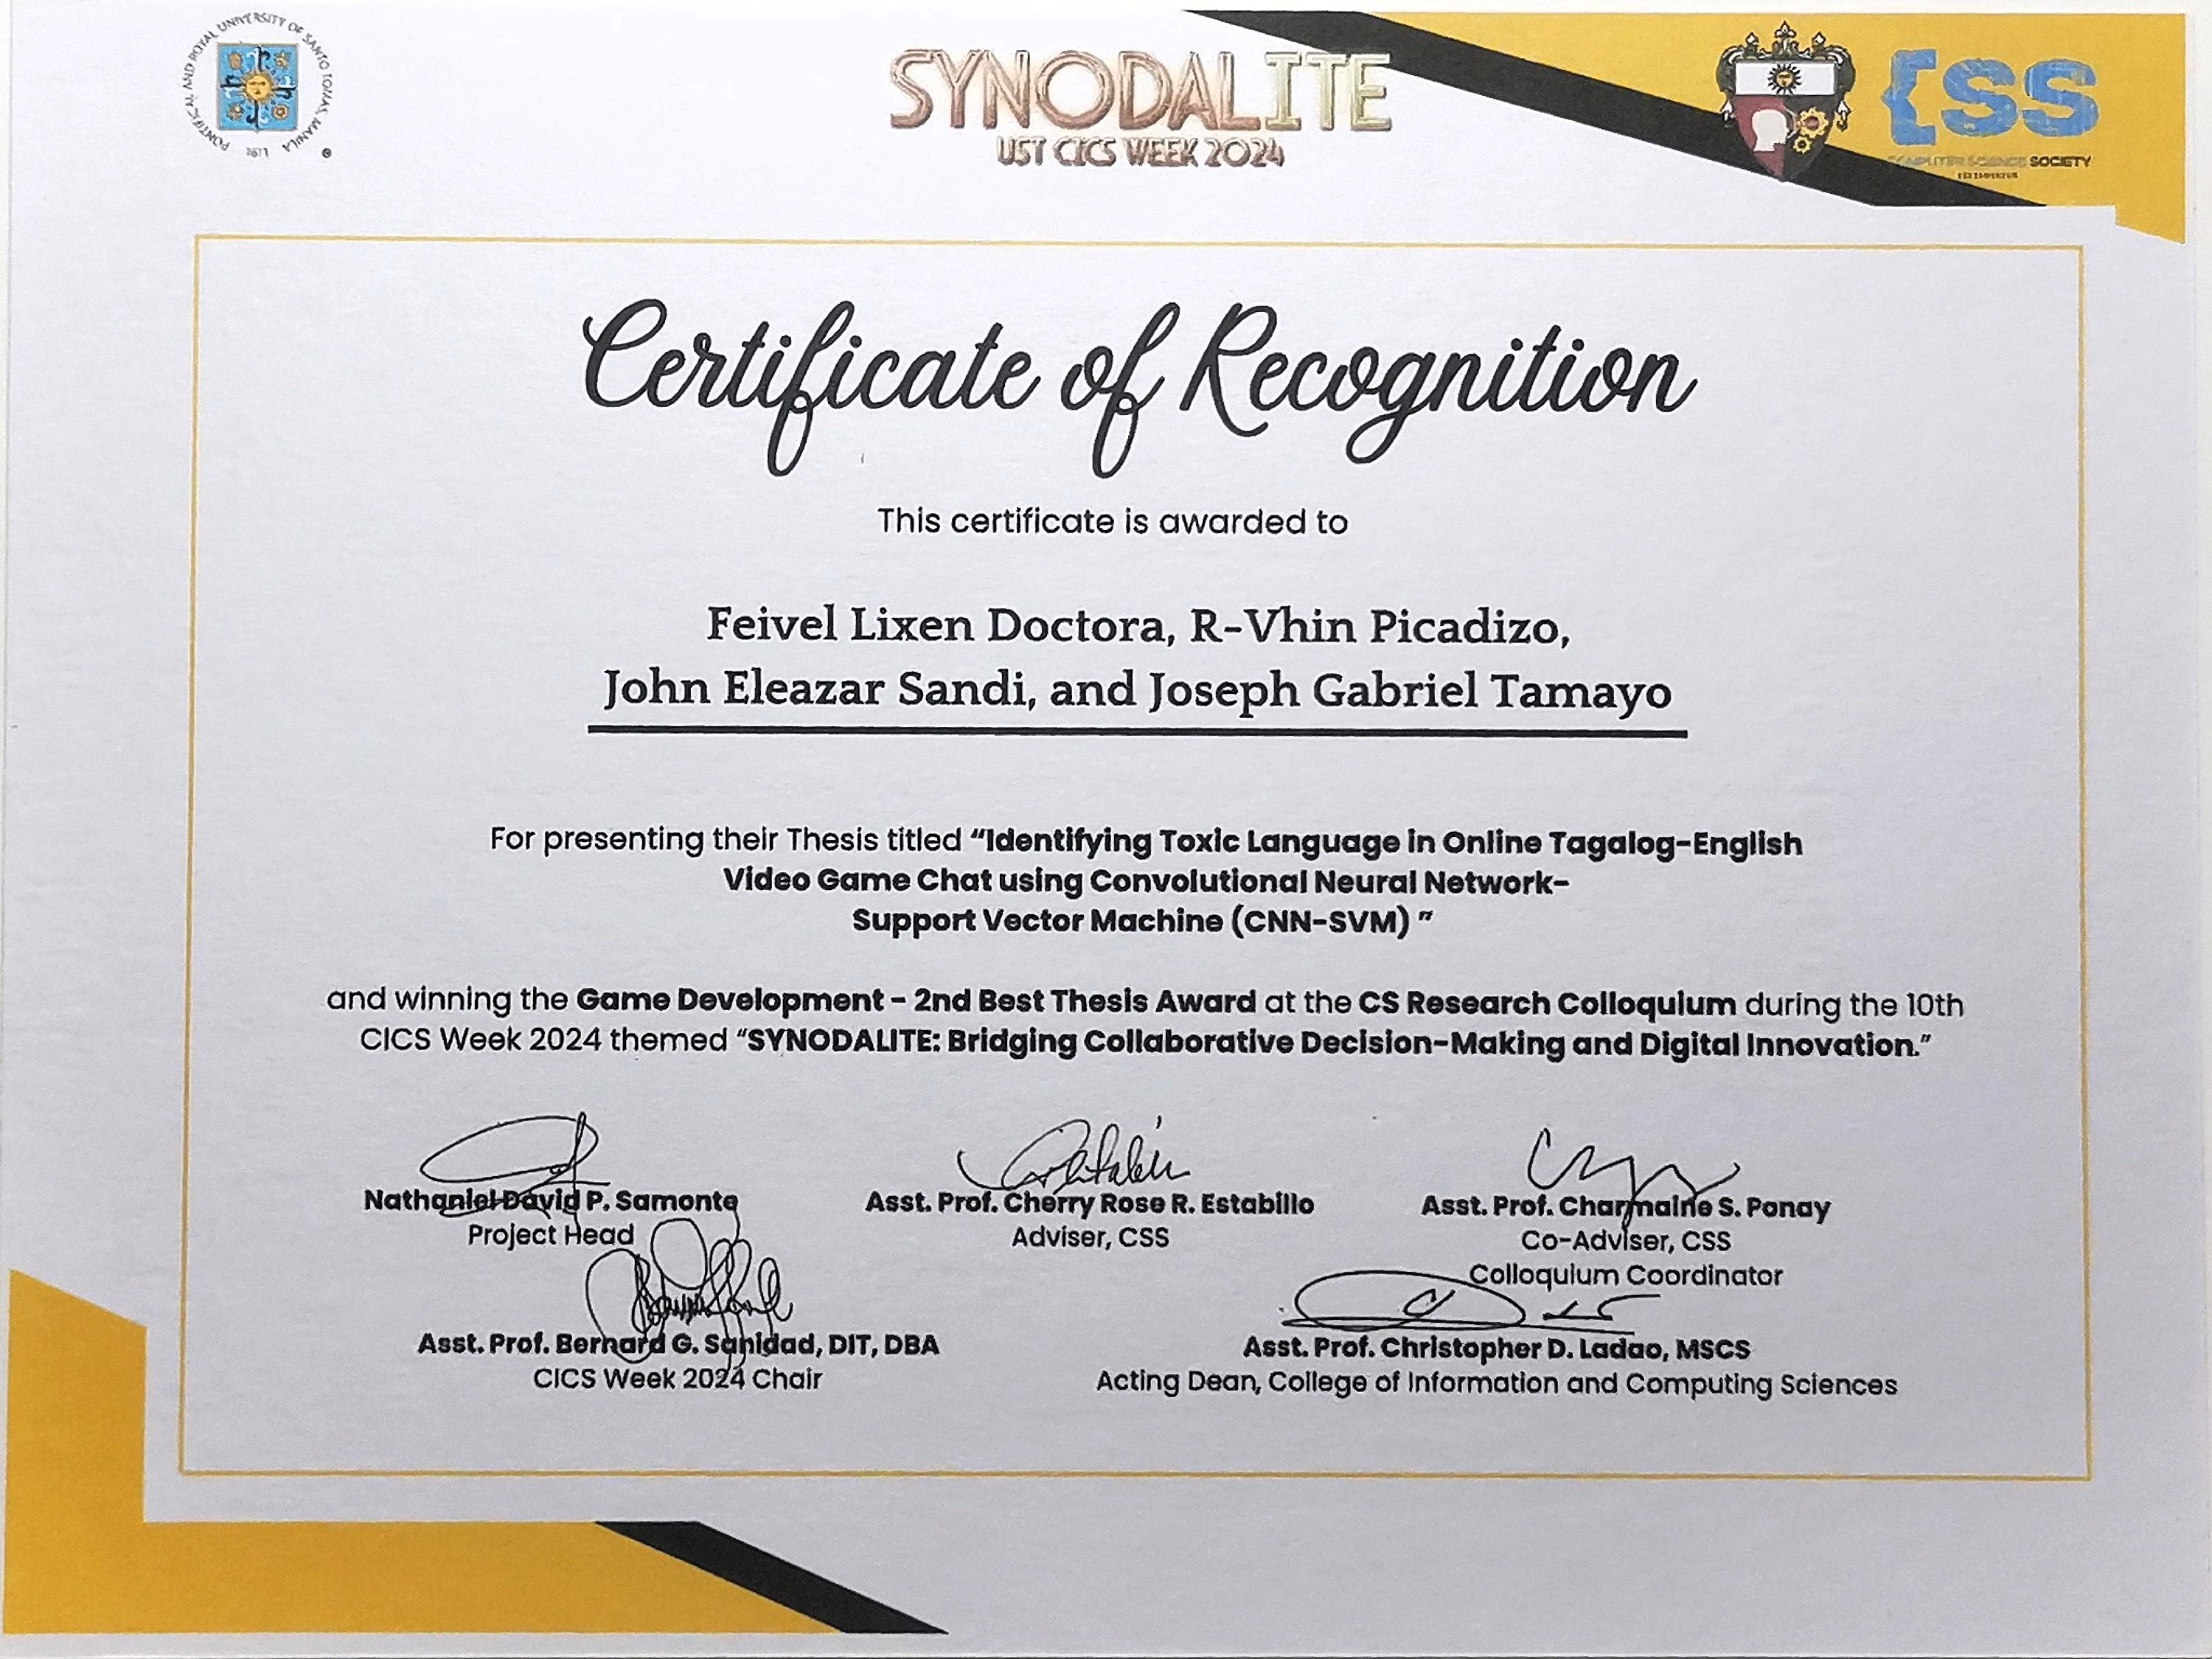 PONTIFICAL AND ROYAL UNIVERSITY OF SANTO TOMAS, MANILA
1611
SYNODALITE
UST CICS WEEK 2024
CSS
COMPUTER SCIENCE SOCIETY
Certificate of Recognition
This certificate is awarded to
Feivel Lixen Doctora, R-Vhin Picadizo,
John Eleazar Sandi, and Joseph Gabriel Tamayo
For presenting their Thesis titled “Identifying Toxic Language in Online Tagalog-English
Video Game Chat using Convolutional Neural Network-
Support Vector Machine (CNN-SVM) ”
and winning the Game Development - 2nd Best Thesis Award at the CS Research Colloquium during the 10th
CICS Week 2024 themed “SYNODALITE: Bridging Collaborative Decision-Making and Digital Innovation.”
Nathaniel David P. Samonte
Project Head
Asst. Prof. Cherry Rose R. Estabillo
Adviser, CSS
Asst. Prof. Charmaine S. Ponay
Co-Adviser, CSS
Colloquium Coordinator
Asst. Prof. Bernard G. Sanidad, DIT, DBA
CICS Week 2024 Chair
Asst. Prof. Christopher D. Ladao, MSCS
Acting Dean, College of Information and Computing Sciences